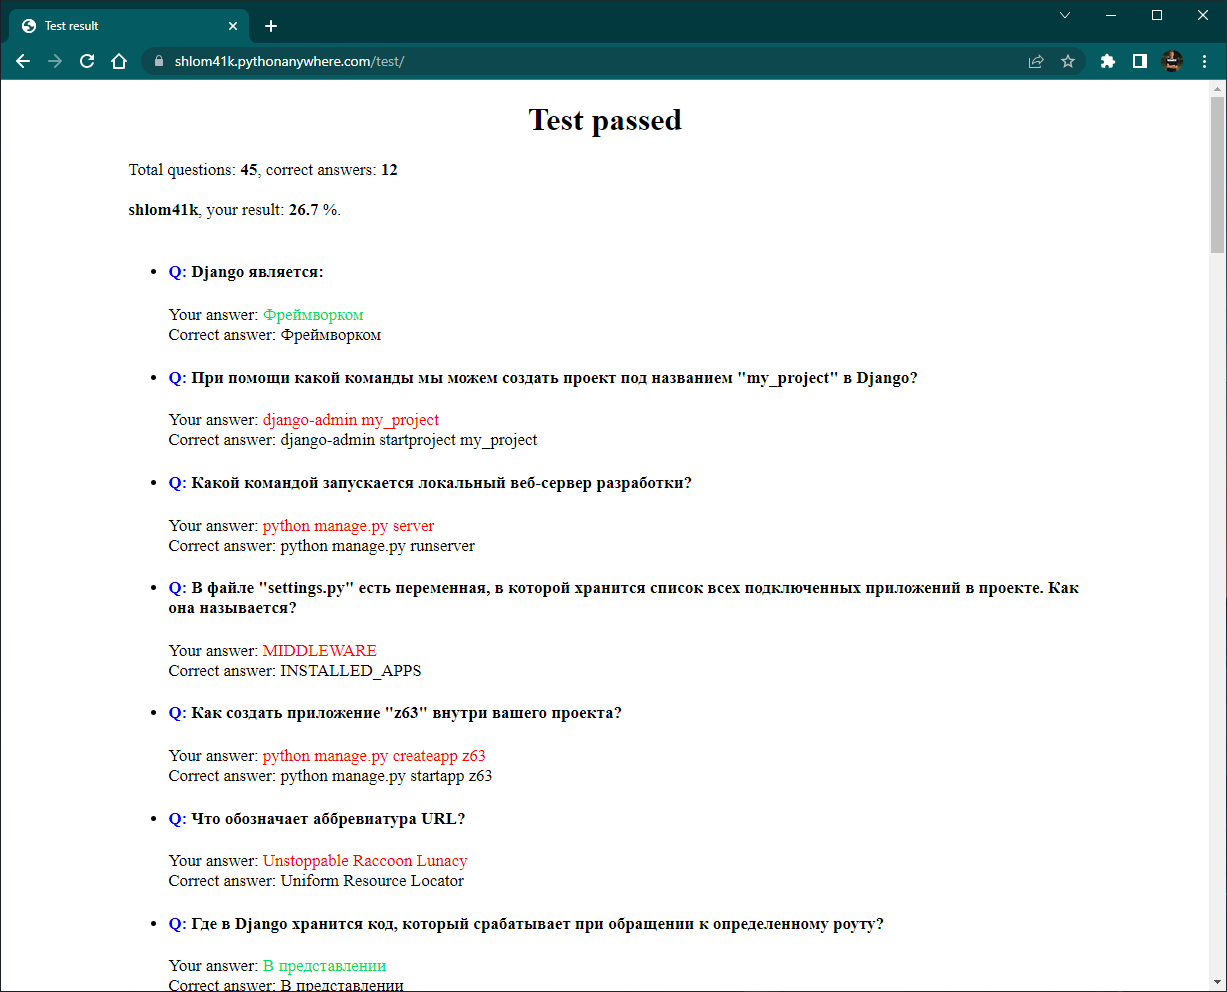 Test result
shlom41k.pythonanywhere.com/test/
Test passed
Total questions: 45, correct answers: 12
shlom41k, your result: 26.7 %.
Q: Django является:
Your answer: Фреймворком
Correct answer: Фреймворком
Q: При помощи какой команды мы можем создать проект под названием "my_project" в Django?
Your answer: django-admin my_project
Correct answer: django-admin startproject my_project
Q: Какой командой запускается локальный веб-сервер разработки?
Your answer: python manage.py server
Correct answer: python manage.py runserver
Q: В файле "settings.py" есть переменная, в которой хранится список всех подключенных приложений в проекте. Как
она называется?
Your answer: MIDDLEWARE
Correct answer: INSTALLED_APPS
Q: Как создать приложение "z63" внутри вашего проекта?
Your answer: python manage.py createapp z63
Correct answer: python manage.py startapp z63
Q: Что обозначает аббревиатура URL?
Your answer: Unstoppable Raccoon Lunacy
Correct answer: Uniform Resource Locator
Q: Где в Django хранится код, который срабатывает при обращении к определенному роуту?
Your answer: В представлении
Correct answer: В представлении